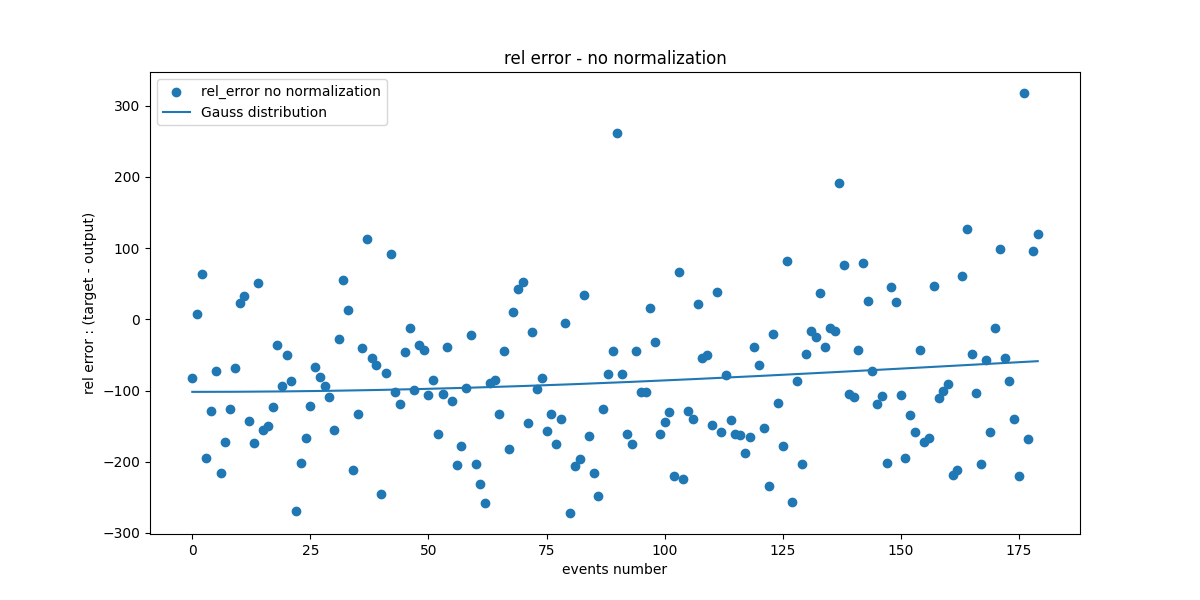 rel error - no normalization
rel_error no normalization
Gauss distribution
rel error : (target - output)
300
200
100
0
−100
−200
−300
0 25 50 75 100 125 150 175
events number